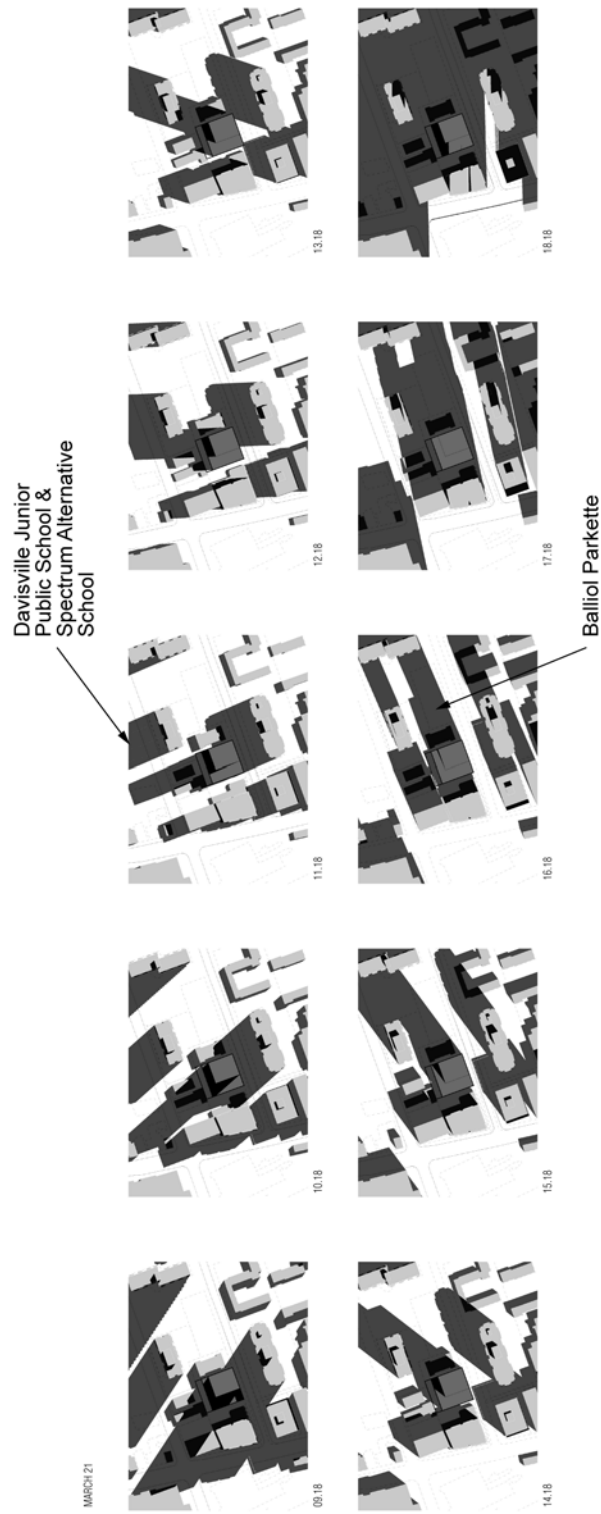 MARCH 21
Davisville Junior
Public School &
Spectrum Alternative
School
09.18
10.18
11.18
12.18
13.18
14.18
15.18
16.18
17.18
18.18
Balliol Parkette